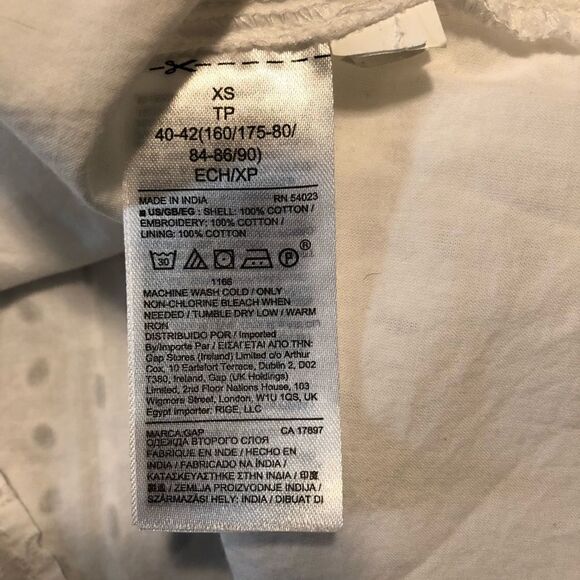 XS
TP
40-42(160/175-80/
84-86/90)
ECH/XP
MADE IN INDIA RN 54023
US/GB/EG : SHELL: 100% COTTON /
EMBROIDERY: 100% COTTON /
LINING: 100% COTTON
30 P ®
1166
MACHINE WASH COLD / ONLY
NON-CHLORINE BLEACH WHEN
NEEDED / TUMBLE DRY LOW / WARM
IRON
DISTRIBUIDO POR / Imported
By/Importe Par / ΕΙΣΑΓΕΤΑΙ ΑΠΟ ΤΗΝ:
Gap Stores (Ireland) Limited c/o Arthur
Cox, 10 Earlsfort Terrace, Dublin 2, D02
T380, Ireland, Gap (UK Holdings)
Limited, 2nd Floor Nations House, 103
Wigmore Street, London, W1U 1QS, UK
Egypt importer: RIGE, LLC
MARCA:GAP CA 17897
ОДЕЖДА ВТОРОГО СЛОЯ
FABRIQUE EN INDE / HECHO EN
INDIA / FABRICADO NA ÍNDIA /
ΚΑΤΑΣΚΕΥΑΣΤΗΚΕ ΣΤΗΝ ΙΝΔΙΑ / 印度
製造 / ZEMLJA PROIZVODNJE INDIJA /
SZÁRMAZÁSI HELY: INDIA / DIBUAT DI